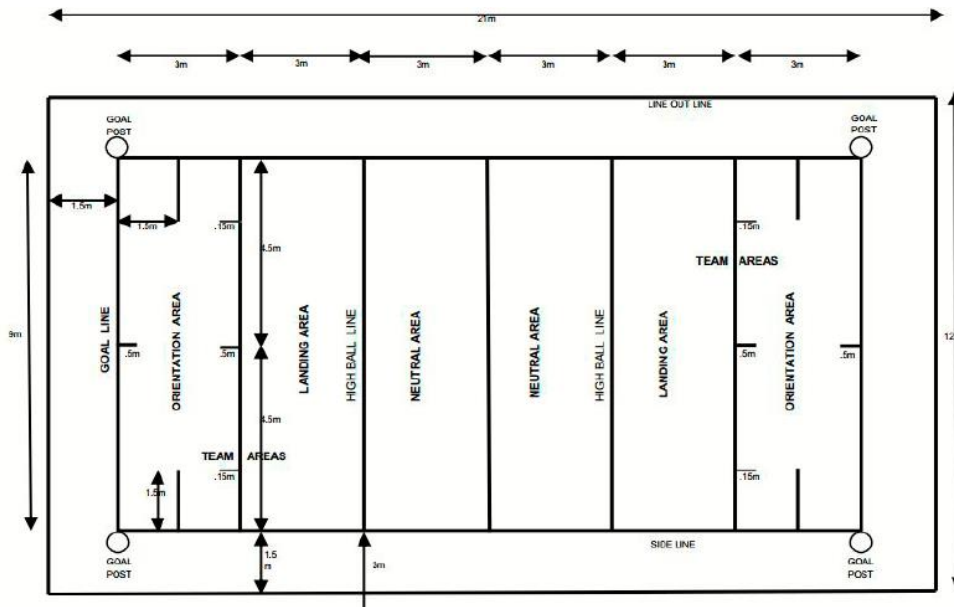 21m
3m
3m
3m
3m
3m
3m
LINE OUT LINE
GOAL
POST
GOAL
POST
1.5m
1.5m
.15m
.15m
4.5m
TEAM AREAS
9m
GOAL LINE
ORIENTATION AREA
LANDING AREA
HIGH BALL LINE
NEUTRAL AREA
NEUTRAL AREA
HIGH BALL LINE
LANDING AREA
ORIENTATION AREA
12
.5m
.5m
.5m
.5m
4.5m
TEAM AREAS
1.5m
.15m
.15m
SIDE LINE
GOAL
POST
1.5
m
3m
GOAL
POST